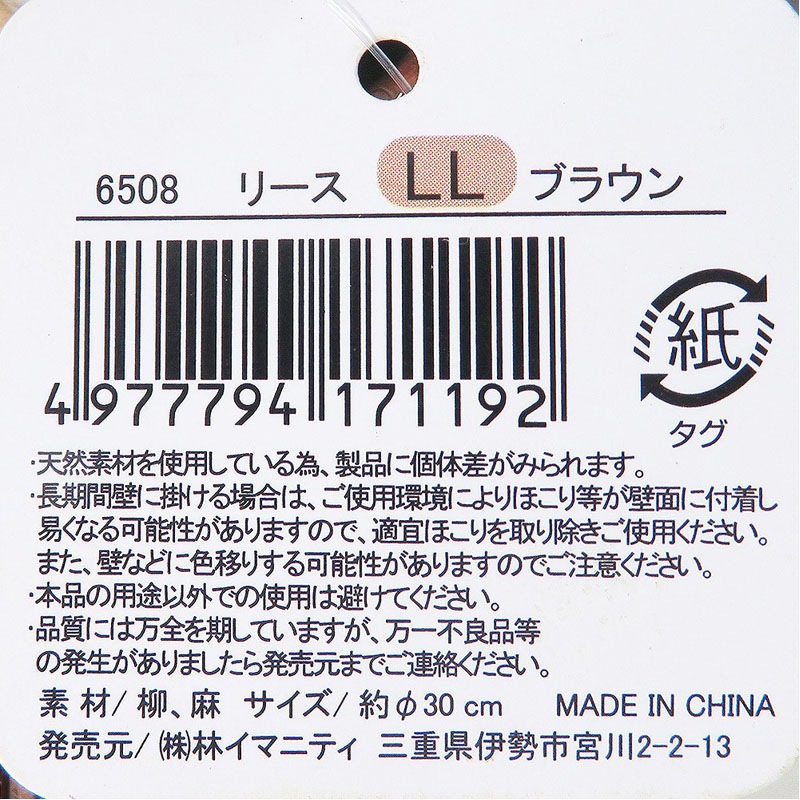 6508 リース LL ブラウン
4 977794 171192
紙
タグ
・天然素材を使用している為、製品に個体差がみられます。
・長期間壁に掛ける場合は、ご使用環境によりほこり等が壁面に付着し
易くなる可能性がありますので、適宜ほこりを取り除きご使用ください。
また、壁などに色移りする可能性がありますのでご注意ください。
・本品の用途以外での使用は避けてください。
・品質には万全を期していますが、万一不良品等
の発生がありましたら発売元までご連絡ください。
素材/柳、麻 サイズ/約φ30cm MADE IN CHINA
発売元/㈱林イマニティ 三重県伊勢市宮川2-2-13